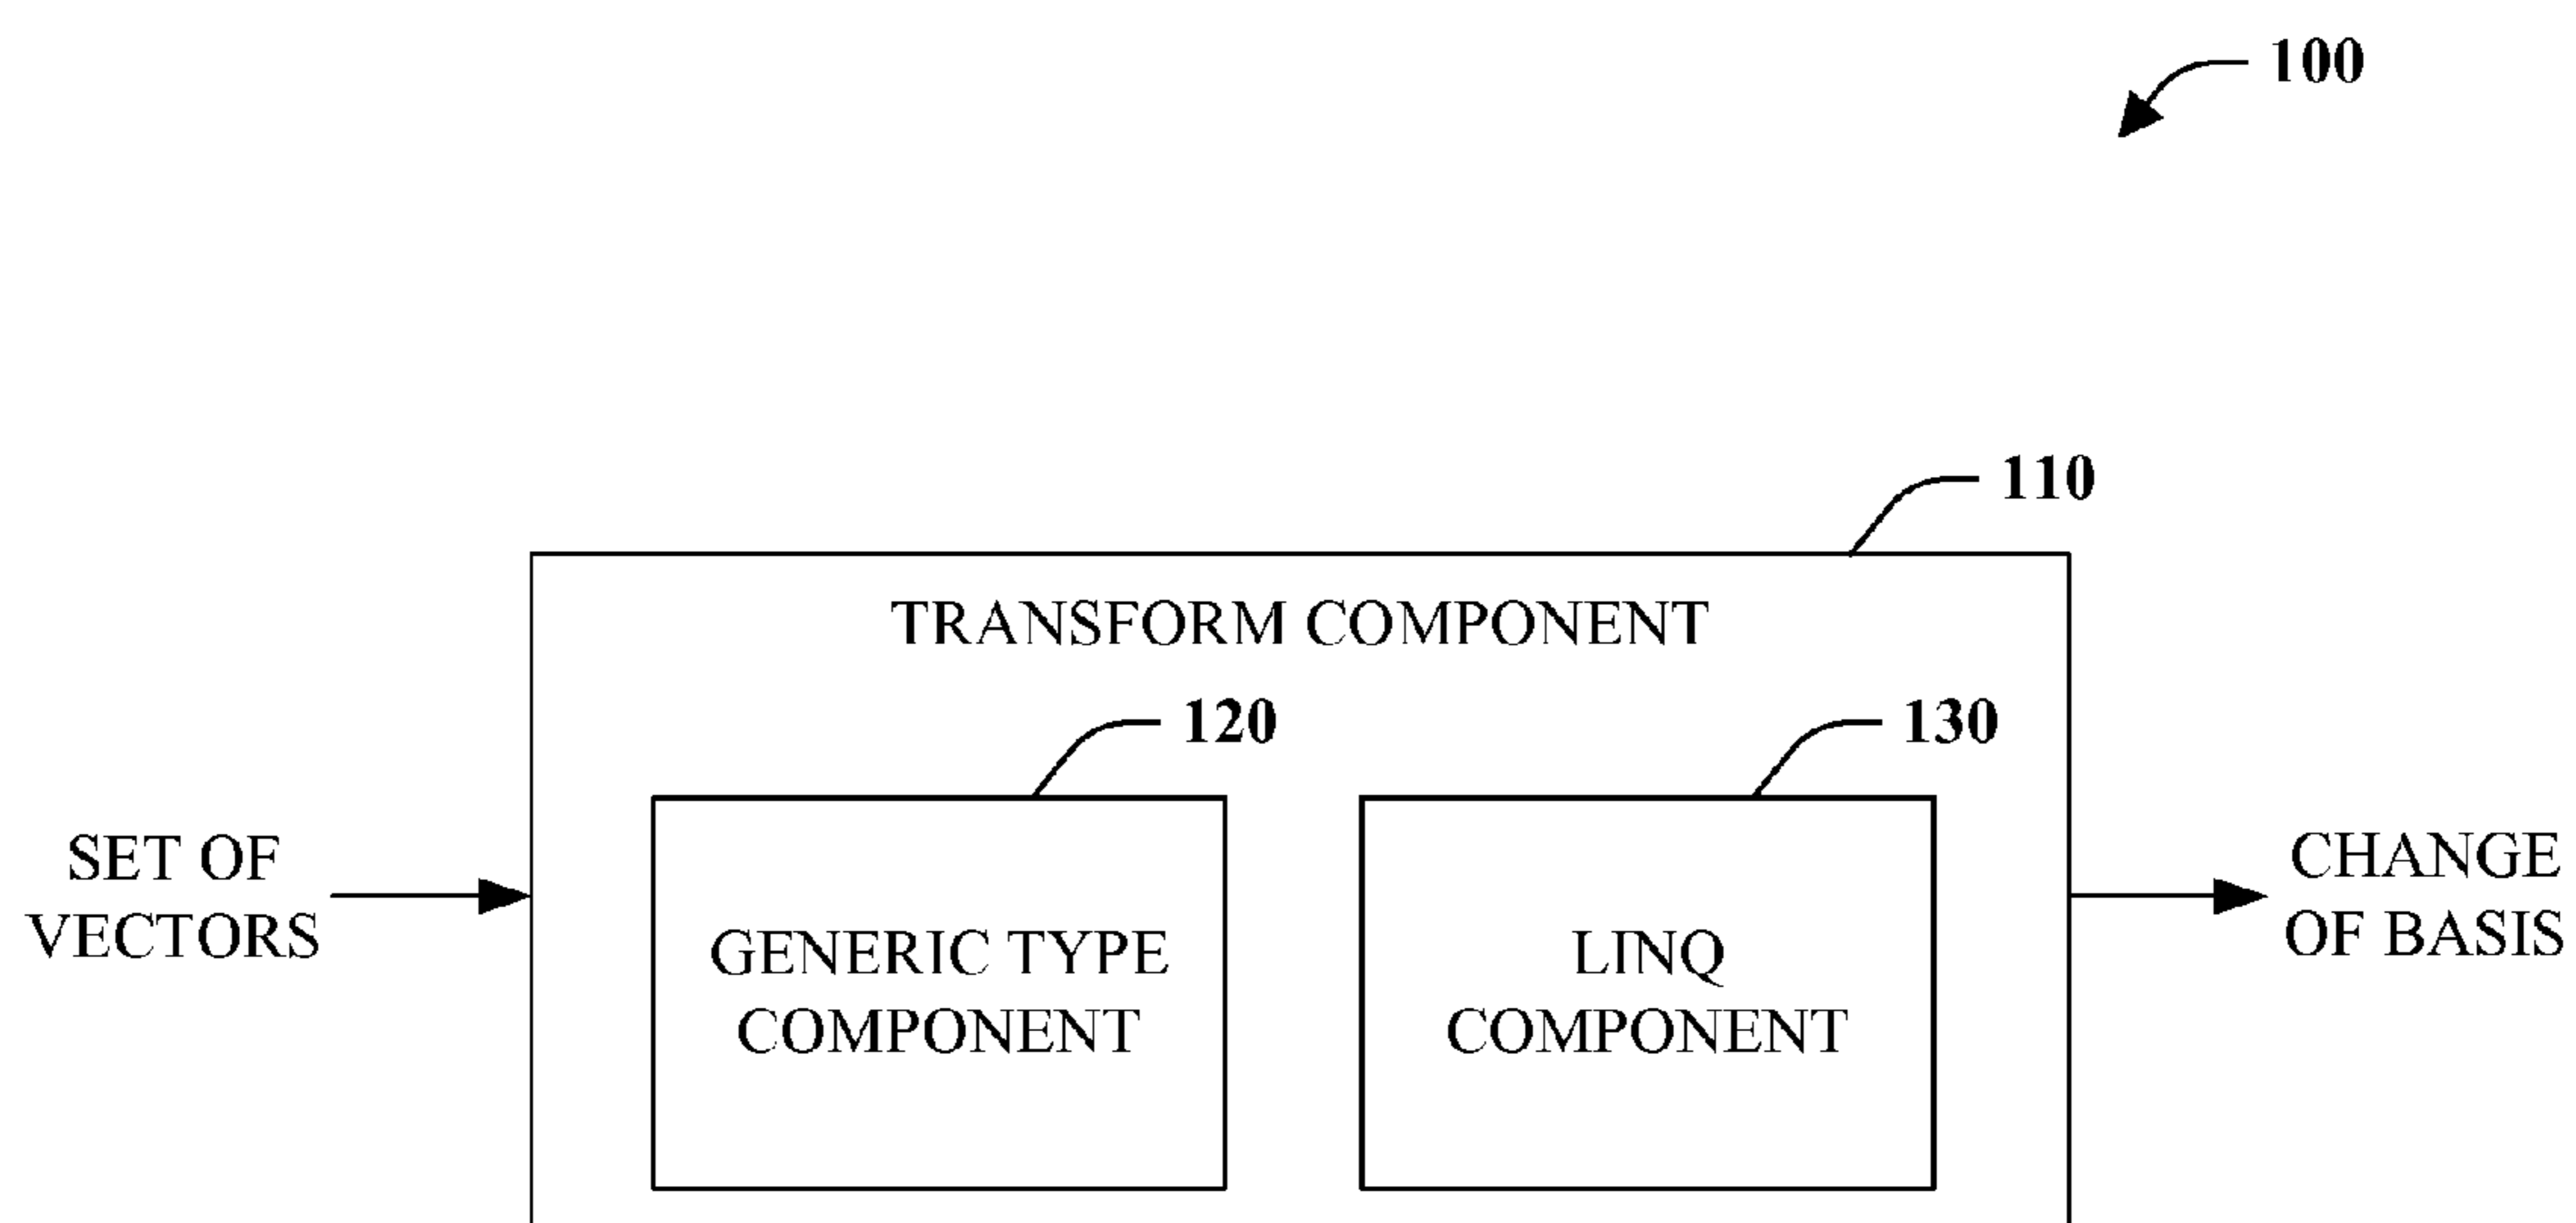 100
110
TRANSFORM COMPONENT
120
130
SET OF
VECTORS
GENERIC TYPE
COMPONENT
LINQ
COMPONENT
CHANGE
OF BASIS